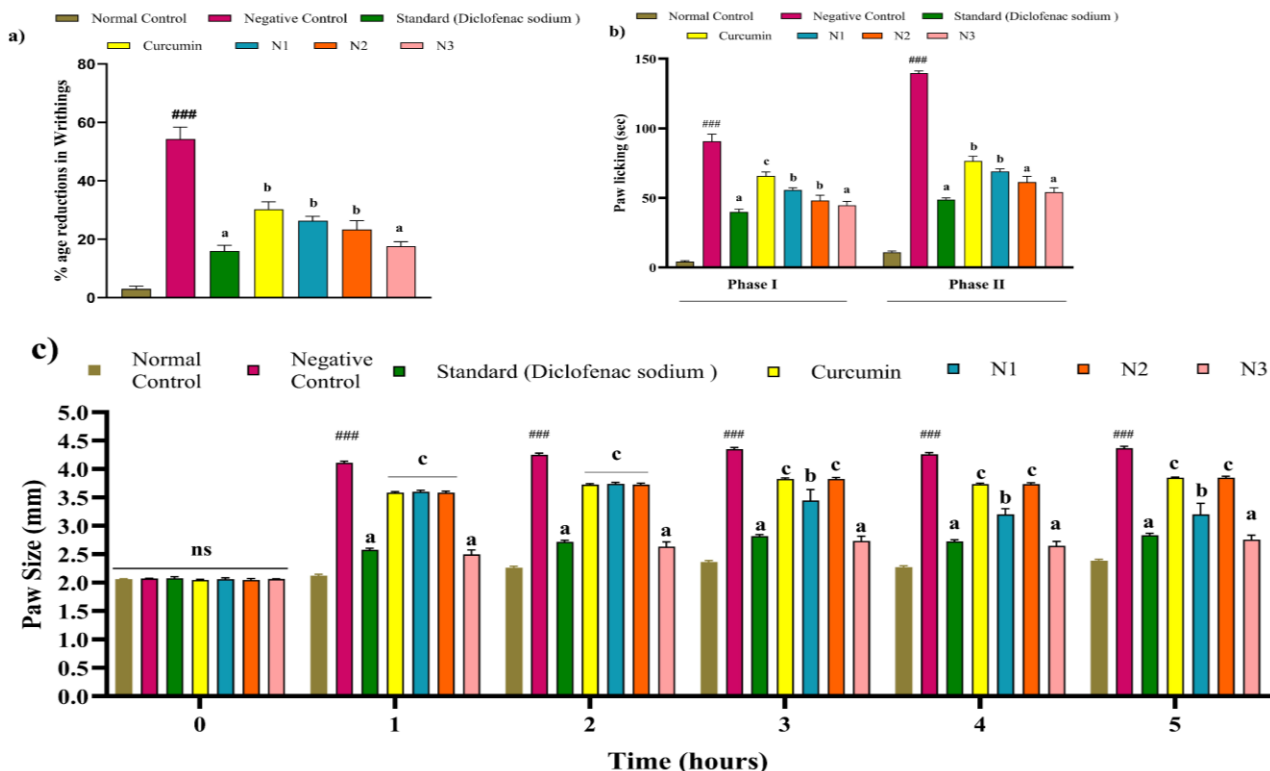 a)
Normal Control Negative Control Standard (Diclofenac sodium )
Curcumin N1 N2 N3
% age reductions in Writhings
80
60
40
20
0
###
a
b
b
b
a
b)
Normal Control Negative Control Standard (Diclofenac sodium )
Curcumin N1 N2 N3
Paw licking (sec)
150
100
50
0
###
a
c
b
b
a
###
a
b
b
a
a
Phase I Phase II
c)
Normal Control Negative Control Standard (Diclofenac sodium ) Curcumin N1 N2 N3
Paw Size (mm)
5.0
4.5
4.0
3.5
3.0
2.5
2.0
1.5
1.0
0.5
0.0
ns
### a c a
### a c a
### a c b c a
### a c b c a
### a c b c a
0 1 2 3 4 5
Time (hours)